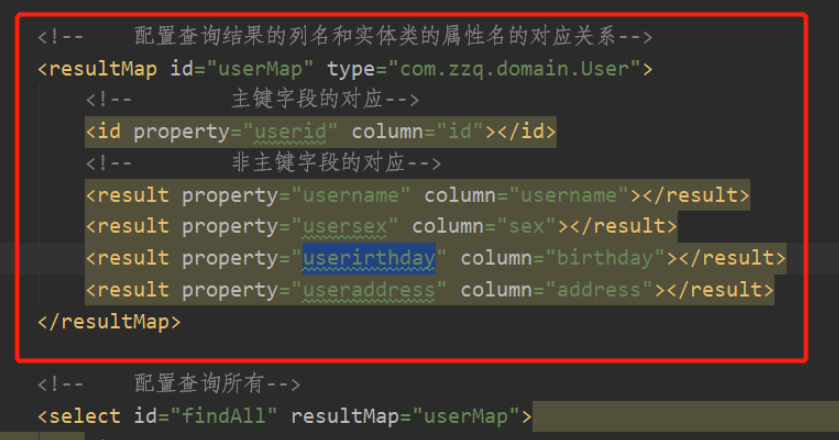 <!-- 配置查询结果的列名和实体类的属性名的对应关系-->
<resultMap id="userMap" type="com.zzq.domain.User">
<!-- 主键字段的对应-->
<id property="userid" column="id"></id>
<!-- 非主键字段的对应-->
<result property="username" column="username"></result>
<result property="usersex" column="sex"></result>
<result property="userirthday" column="birthday"></result>
<result property="useraddress" column="address"></result>
</resultMap>
<!-- 配置查询所有-->
<select id="findAll" resultMap="userMap">